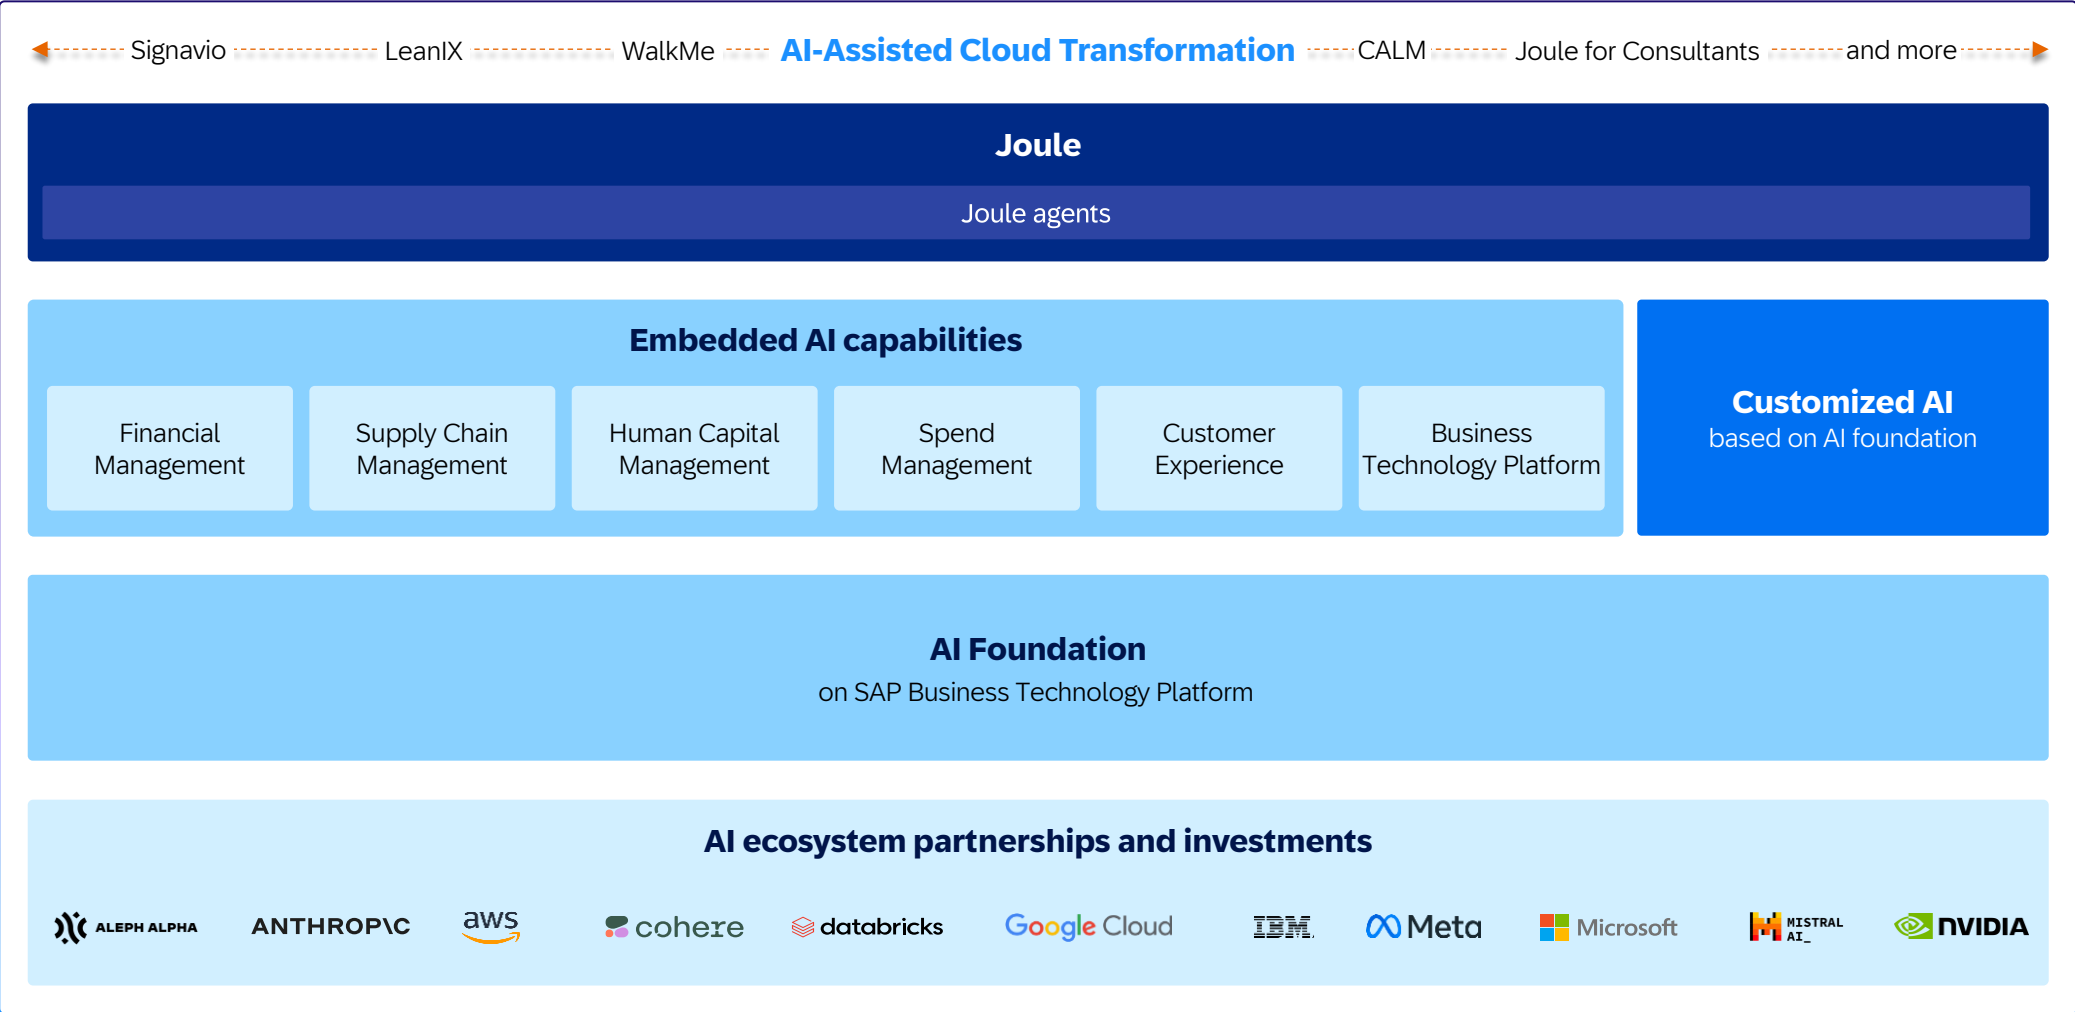 Signavio LeanIX WalkMe AI-Assisted Cloud Transformation CALM Joule for Consultants and more
Joule
Joule agents
Embedded AI capabilities
Financial
Management
Supply Chain
Management
Human Capital
Management
Spend
Management
Customer
Experience
Business
Technology Platform
Customized AI
based on AI foundation
AI Foundation
on SAP Business Technology Platform
AI ecosystem partnerships and investments
ALEPH ALPHA
ANTHROP\C
aws
cohere
databricks
Google Cloud
IBM
Meta
Microsoft
MISTRAL
AI_
NVIDIA